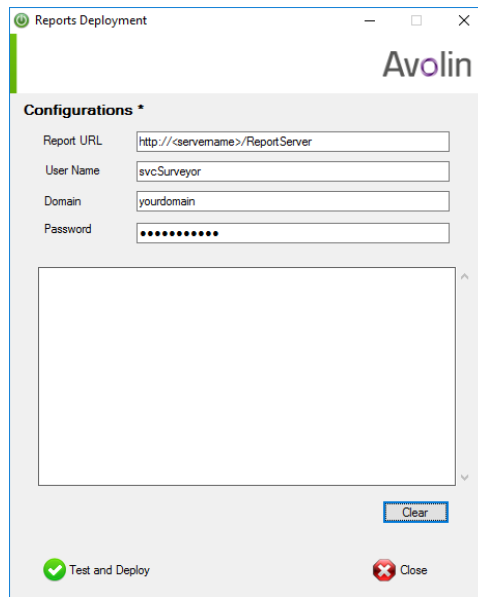 Reports Deployment
Avolin
Configurations *
Report URL http://<servername>/ReportServer
User Name svcSurveyor
Domain yourdomain
Password ●●●●●●●●●●●
Clear
Test and Deploy Close